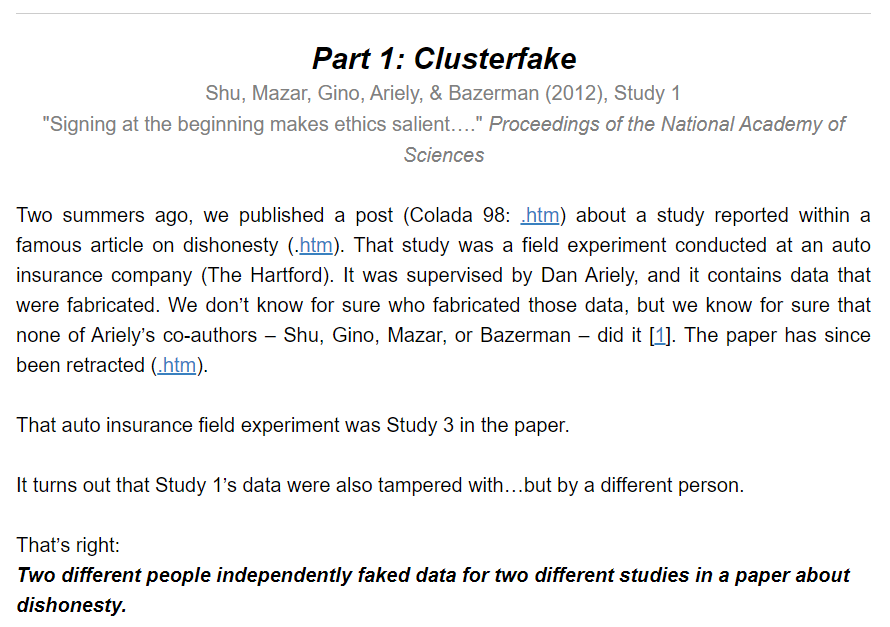 Part 1: Clusterfake
Shu, Mazar, Gino, Ariely, & Bazerman (2012), Study 1
"Signing at the beginning makes ethics salient…." Proceedings of the National Academy of
Sciences
Two summers ago, we published a post (Colada 98: .htm) about a study reported within a
famous article on dishonesty (.htm). That study was a field experiment conducted at an auto
insurance company (The Hartford). It was supervised by Dan Ariely, and it contains data that
were fabricated. We don’t know for sure who fabricated those data, but we know for sure that
none of Ariely’s co-authors – Shu, Gino, Mazar, or Bazerman – did it [1]. The paper has since
been retracted (.htm).
That auto insurance field experiment was Study 3 in the paper.
It turns out that Study 1’s data were also tampered with…but by a different person.
That’s right:
Two different people independently faked data for two different studies in a paper about
dishonesty.